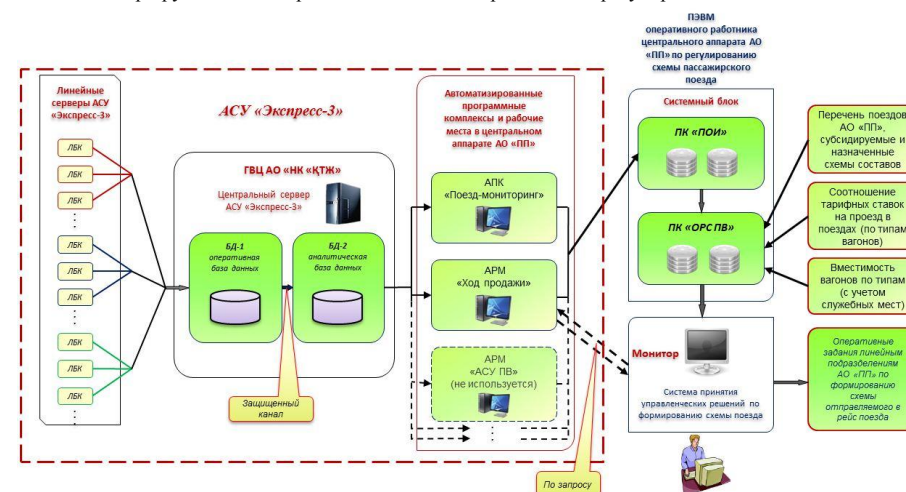 Линейные
серверы АСУ
«Экспресс-3»
ЛБК
ЛБК
ЛБК
ЛБК
ЛБК
ЛБК
ЛБК
ЛБК
ЛБК
АСУ «Экспресс-3»
ГВЦ АО «НК «ҚТЖ»
Центральный сервер
АСУ «Экспресс-3»
БД-1
оперативная
база данных
БД-2
аналитическая
база данных
Защищенный
канал
Автоматизированные
программные
комплексы и рабочие
места в центральном
аппарате АО «ПП»
АПК
«Поезд-мониторинг»
АРМ
«Ход продажи»
АРМ
«АСУ ПВ»
(не используется)
По запросу
ПЭВМ
оперативного работника
центрального аппарата АО
«ПП» по регулированию
схемы пассажирского
поезда
Системный блок
ПК «ПОИ»
ПК «ОРС ПВ»
Монитор
Система принятия
управленческих решений по
формированию схемы поезда
Перечень поездов
АО «ПП»,
субсидируемые и
назначенные
схемы составов
Соотношение
тарифных ставок
на проезд в
поездах (по типам
вагонов)
Вместимость
вагонов по типам
(с учетом
служебных мест)
Оперативные
задания линейным
подразделениям
АО «ПП» по
формированию
схемы
отправляемого в
рейс поезда